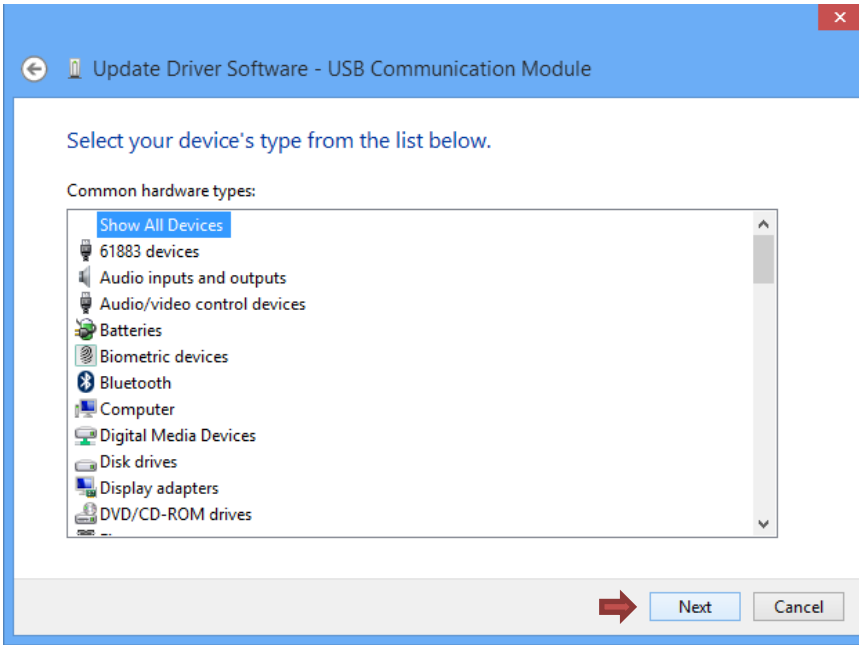 Update Driver Software - USB Communication Module
Select your device's type from the list below.
Common hardware types:
Show All Devices
61883 devices
Audio inputs and outputs
Audio/video control devices
Batteries
Biometric devices
Bluetooth
Computer
Digital Media Devices
Disk drives
Display adapters
DVD/CD-ROM drives
Next
Cancel